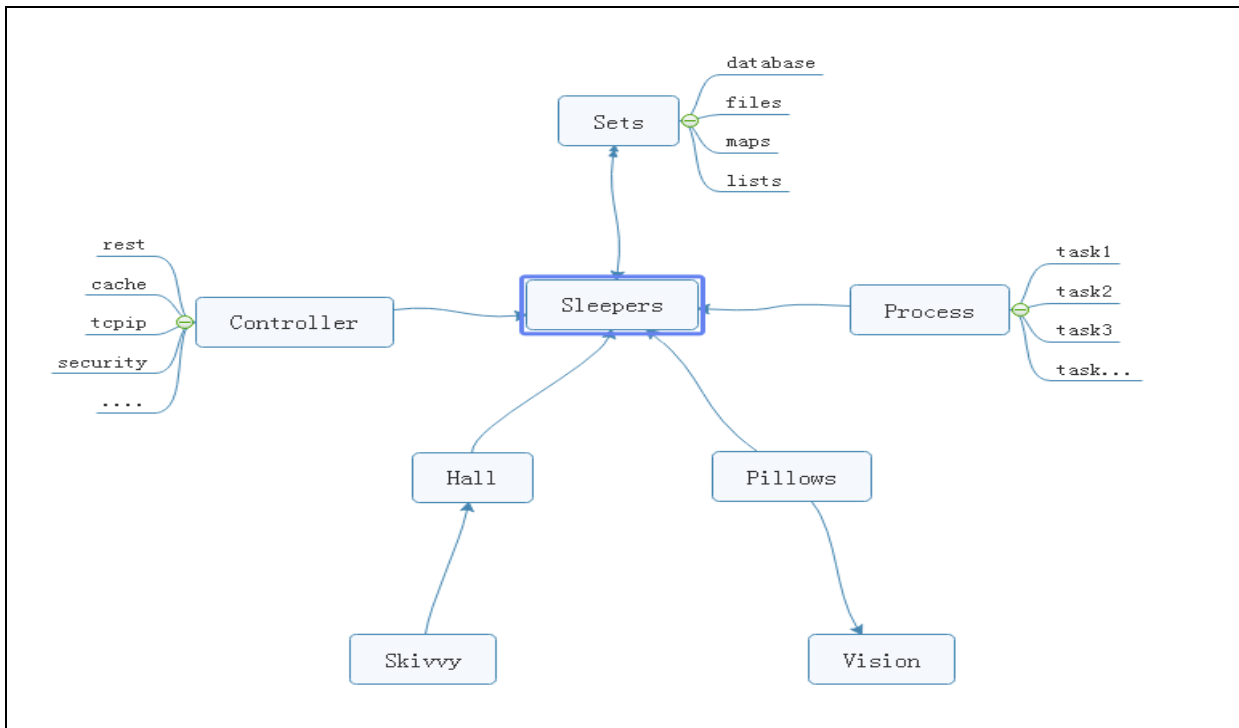 database
files
Sets
maps
lists
rest
cache
tcpip
security
....
Controller
Sleepers
Process
task1
task2
task3
task...
Hall
Pillows
Skivvy
Vision